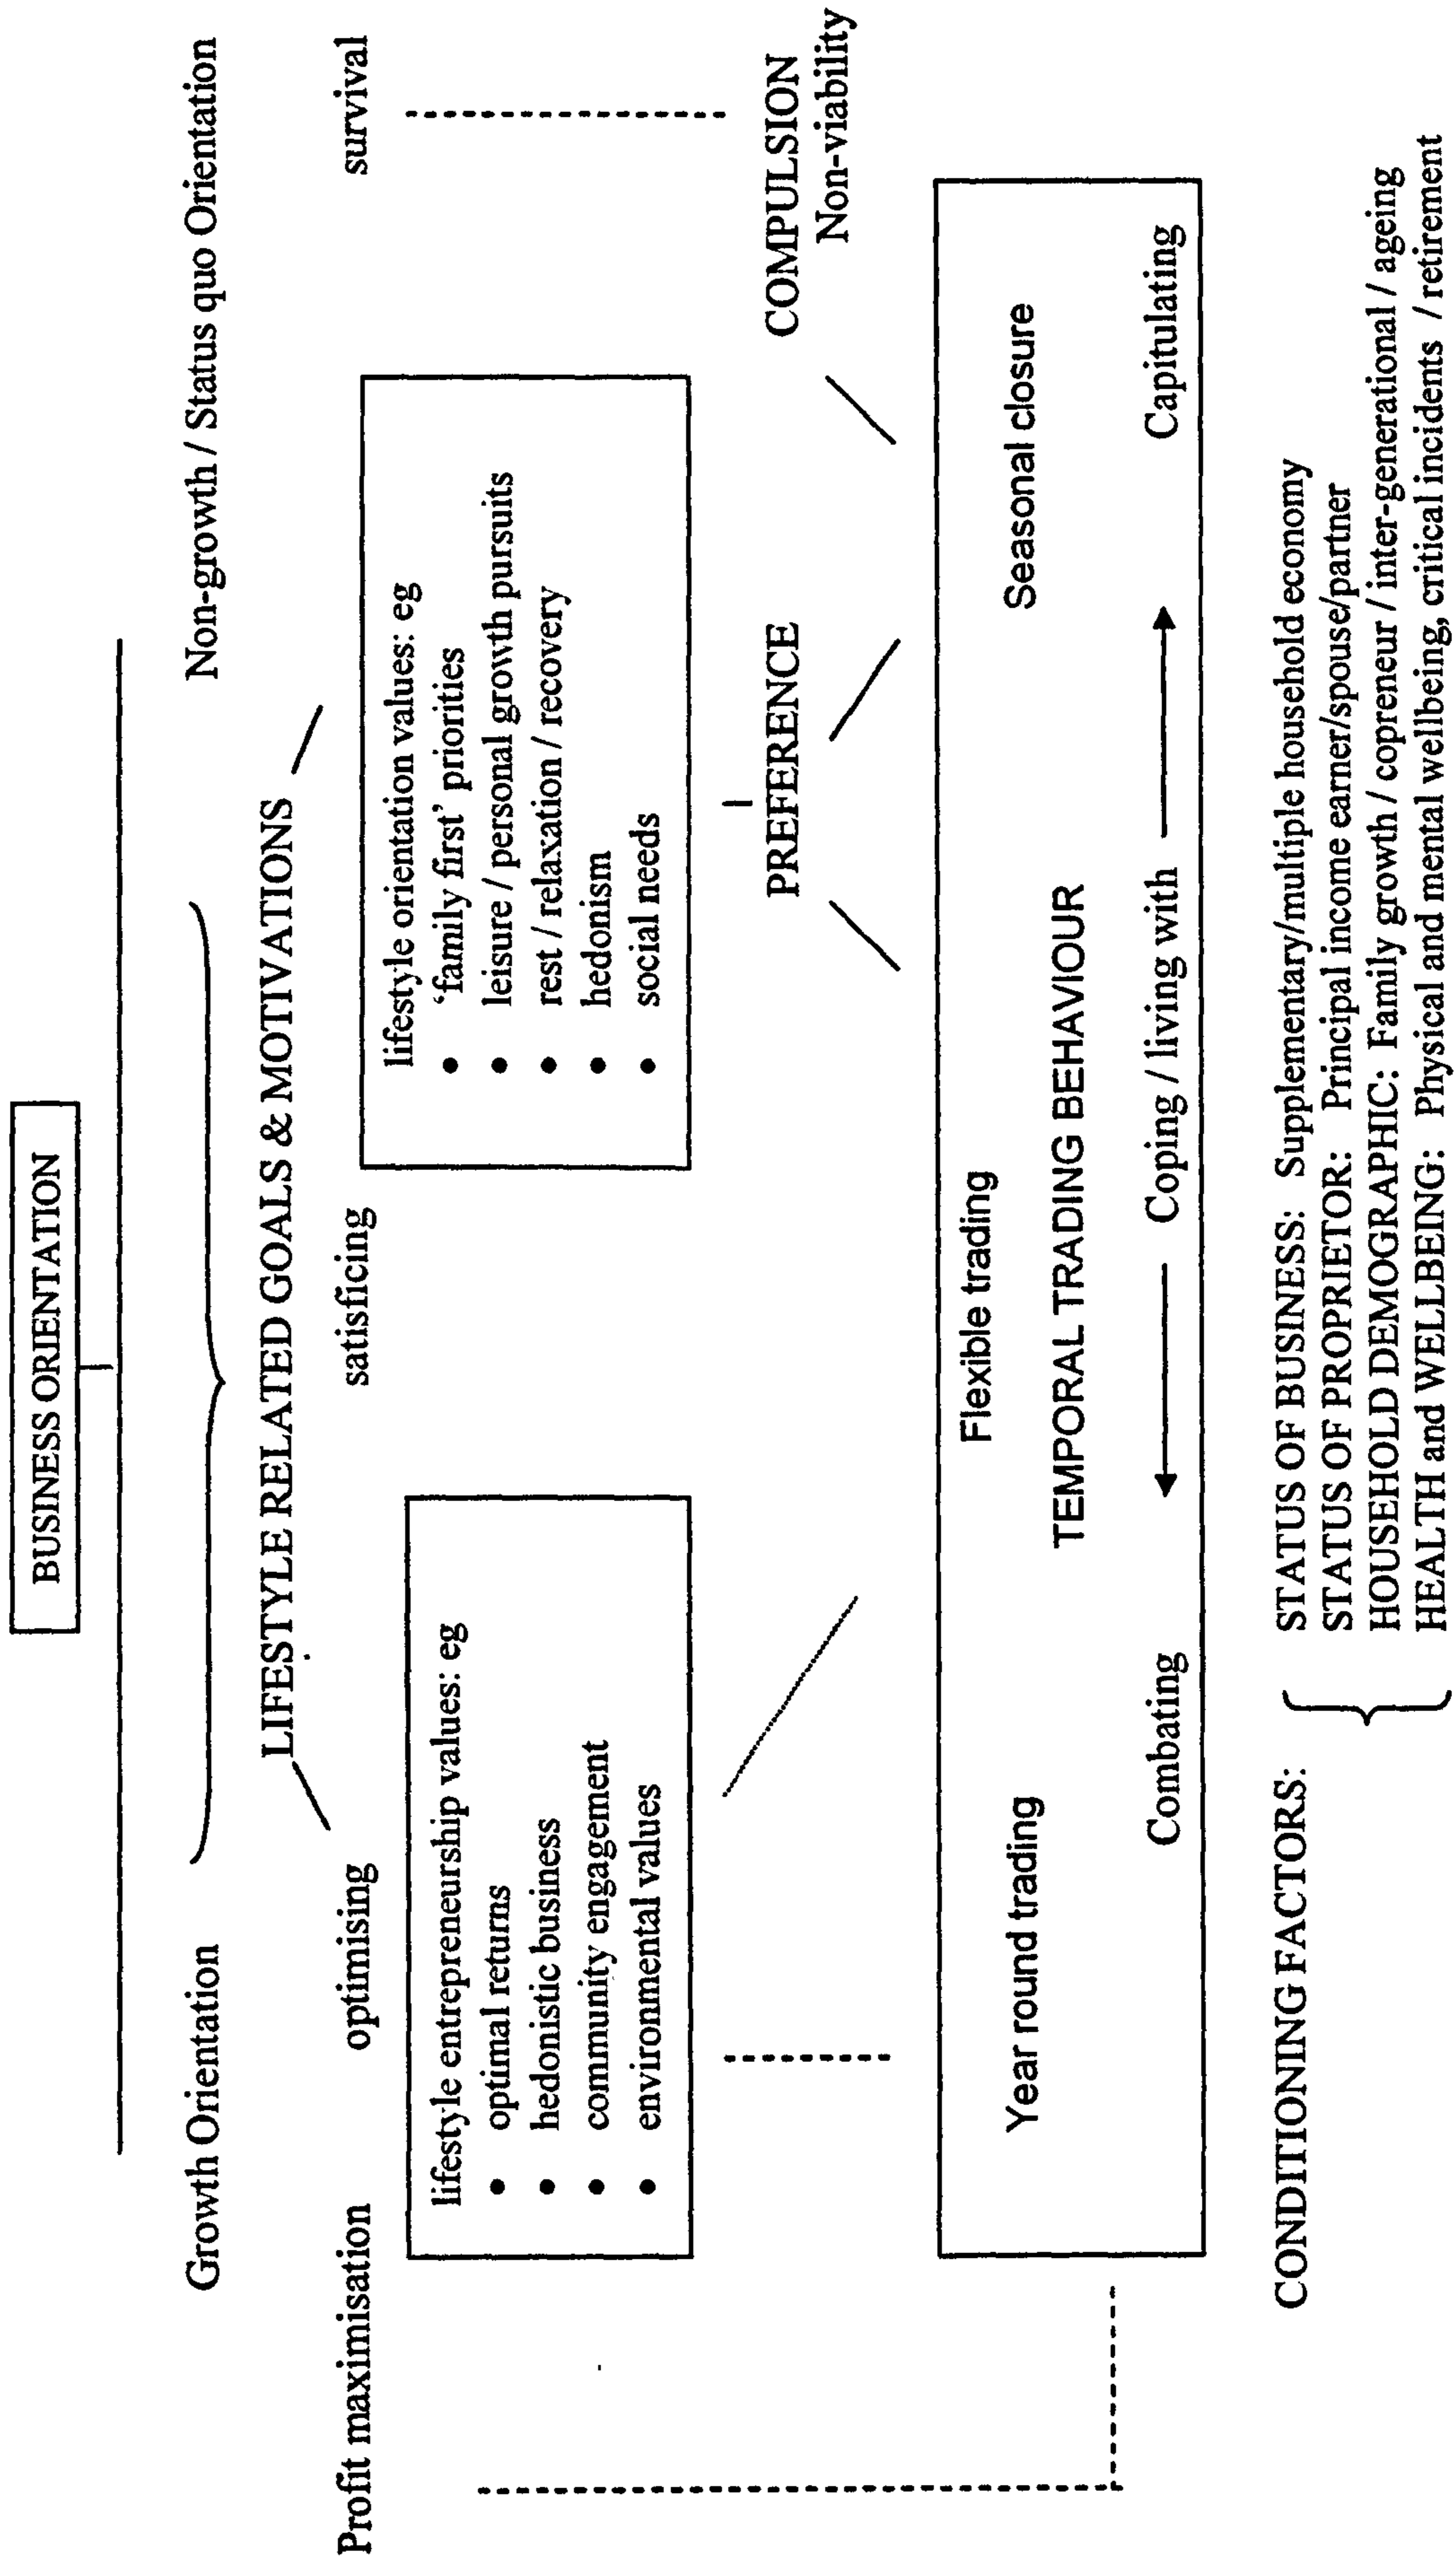 BUSINESS ORIENTATION
Growth Orientation
Non-growth / Status quo Orientation
LIFESTYLE RELATED GOALS & MOTIVATIONS
Profit maximisation
optimising
satisficing
survival
lifestyle entrepreneurship values: eg
• optimal returns
• hedonistic business
• community engagement
• environmental values
lifestyle orientation values: eg
• ‘family first’ priorities
• leisure / personal growth pursuits
• rest / relaxation / recovery
• hedonism
• social needs
PREFERENCE
COMPULSION
Non-viability
Flexible trading
Year round trading
Seasonal closure
TEMPORAL TRADING BEHAVIOUR
Combating
Coping / living with
Capitulating
CONDITIONING FACTORS:
STATUS OF BUSINESS: Supplementary/multiple household economy
STATUS OF PROPRIETOR: Principal income earner/spouse/partner
HOUSEHOLD DEMOGRAPHIC: Family growth / copreneur / inter-generational / ageing
HEALTH and WELLBEING: Physical and mental wellbeing, critical incidents / retirement